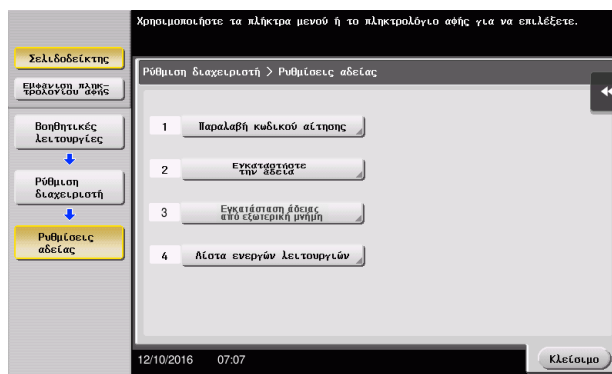 Χρησιμοποιήστε τα πλήκτρα μενού ή το πληκτρολόγιο αφής για να επιλέξετε.
Σελιδοδείκτης
Εμφάνιση πληκ-
τρολογίου αφής
Βοηθητικές
λειτουργίες
Ρύθμιση
διαχειριστή
Ρυθμίσεις
αδείας
Ρύθμιση διαχειριστή > Ρυθμίσεις αδείας
1 Παραλαβή κωδικού αίτησης
2 Εγκαταστήστε
την άδεια
3 Εγκατάσταση άδειας
από εξωτερική μνήμη
4 Λίστα ενεργών λειτουργιών
12/10/2016 07:07
Κλείσιμο